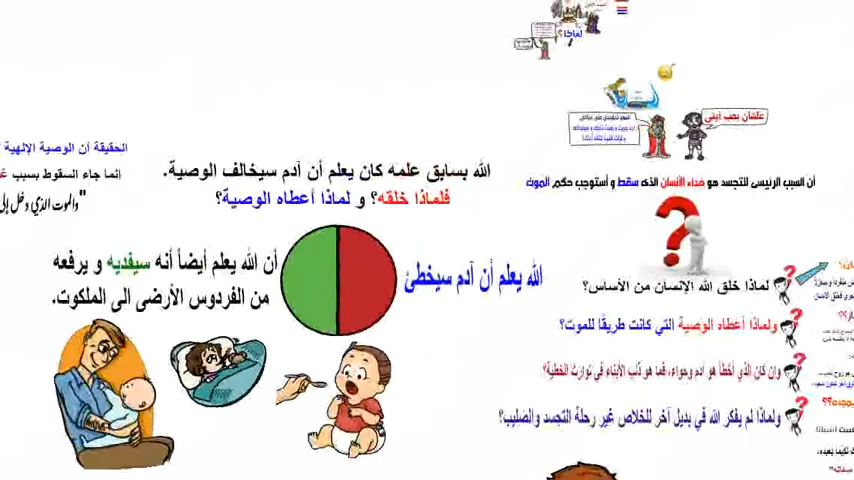 لماذا؟
علشان بحب ابنى
أن السبب الرئيسى للتجسد هو فداء الأنسان الذى سقط و أستوجب حكم الموت
لماذا خلق الله الإنسان من الأساس؟
ولماذا أعطاه الوصية التي كانت طريقًا للموت؟
وإن كان الذي أخطأ هو آدم وحواء، فما هو ذنب الأبناء في توارث الخطية؟
ولماذا لم يفكر الله في بديل آخر للخلاص غير رحلة التجسد والصليب؟
الله بسابق علمه كان يعلم أن آدم سيخالف الوصية.
فلماذا خلقه؟ و لماذا أعطاه الوصية؟
الله يعلم أن آدم سيخطئ
أن الله يعلم أيضاً أنه سيفديه و يرفعه
من الفردوس الأرضى الى الملكوت.
الحقيقة أن الوصية الإلهية
إنما جاء السقوط بسبب
"والموت الذي دخل إلى